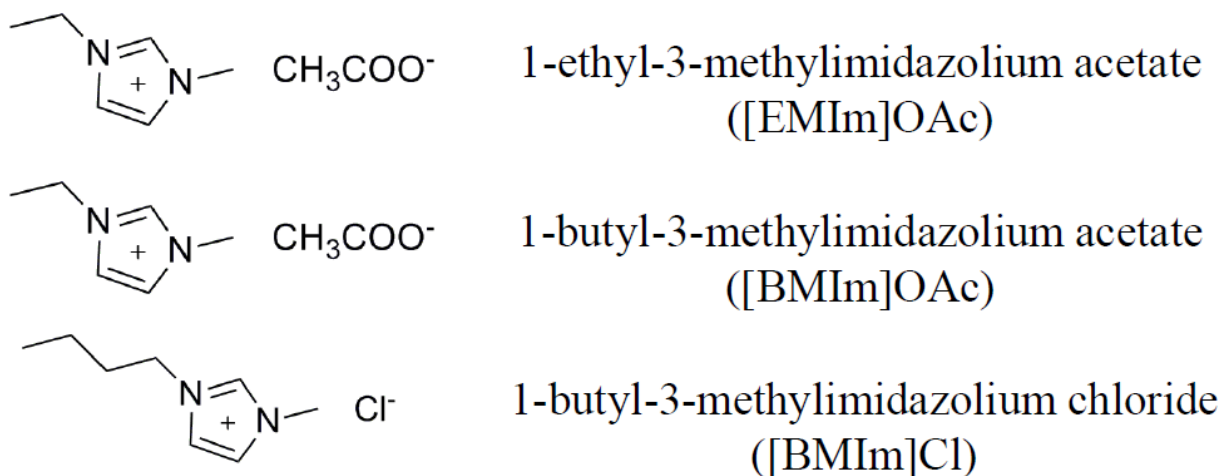 N N + CH₃COO⁻ 1-ethyl-3-methylimidazolium acetate
([EMIm]OAc)
N N + CH₃COO⁻ 1-butyl-3-methylimidazolium acetate
([BMIm]OAc)
N N + Cl⁻ 1-butyl-3-methylimidazolium chloride
([BMIm]Cl)